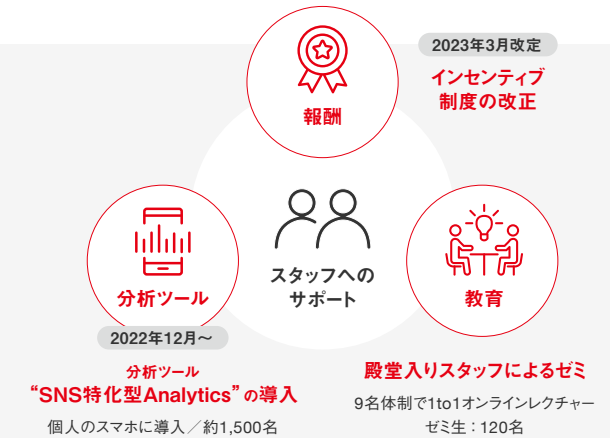 報酬
2023年3月改定
インセンティブ
制度の改正
スタッフへの
サポート
分析ツール
2022年12月～
分析ツール
“SNS特化型Analytics”の導入
個人のスマホに導入／約1,500名
教育
殿堂入りスタッフによるゼミ
9名体制で1to1オンラインレクチャー
ゼミ生：120名